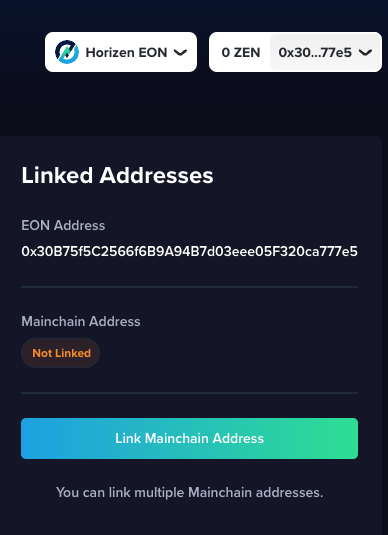 Horizen EON
0 ZEN
0x30...77e5
Linked Addresses
EON Address
0x30B75f5C2566f6B9A94B7d03eee05F320ca777e5
Mainchain Address
Not Linked
Link Mainchain Address
You can link multiple Mainchain addresses.